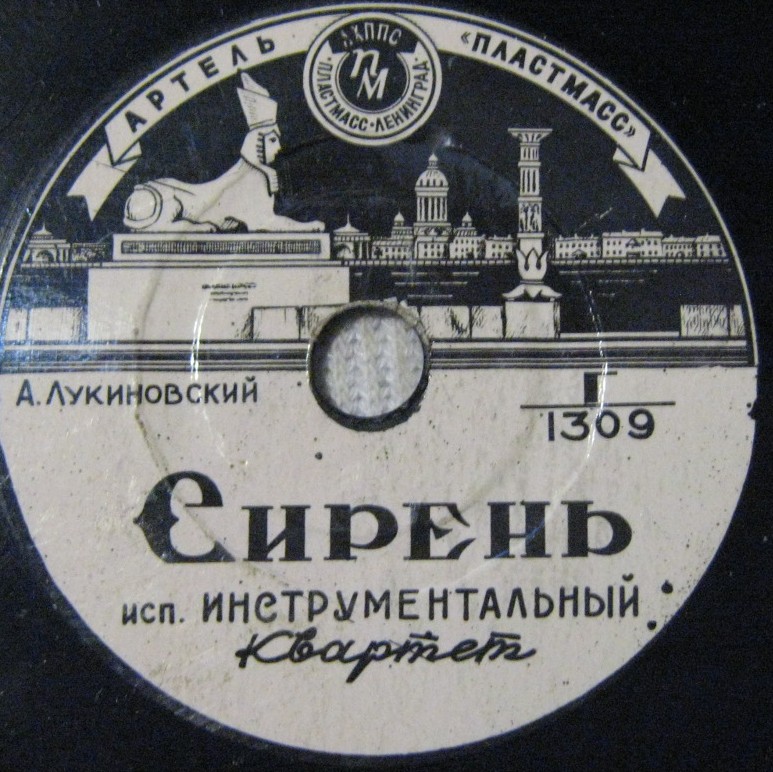 АРТЕЛЬ «ПЛАСТМАСС»
ЛХППС
ПМ
·ПЛАСТМАСС·ЛЕНИНГРАД·
А. ЛУКИНОВСКИЙ
Г
1309
СИРЕНЬ
исп. ИНСТРУМЕНТАЛЬНЫЙ
Квартет